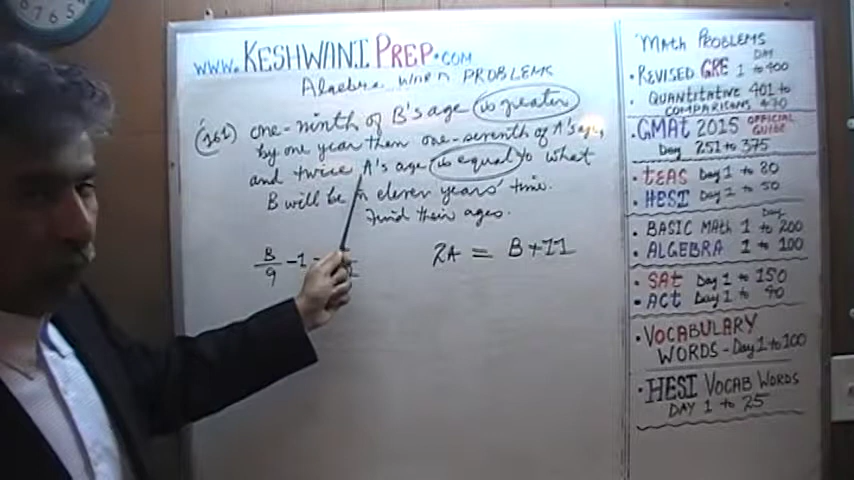 6 7 6 5
www.KESHWANI PREP.COM
Algebra WORD PROBLEMS
(161) one-ninth of B's age is greater
by one year than one-seventh of A's age,
and twice A's age is equal to what
B will be in eleven years' time.
Find their ages.
B/9 - 1 =
2A = B+11
Math PROBLEMS
DAY
• REVISED GRE 1 to 400
• QUANTITATIVE 401 to
COMPARISONS 470
• GMAT 2015 OFFICIAL GUIDE
Day 251 to 375
• TEAS Day 1 to 80
• HESI Day 1 to 50
Day
• BASIC MATH 1 to 200
• ALGEBRA 1 to 100
• SAT Day 1 to 150
• ACT Day 1 to 90
• VOCABULARY
WORDS - Day 1 to 100
• HESI VOCAB WORDS
DAY 1 to 25